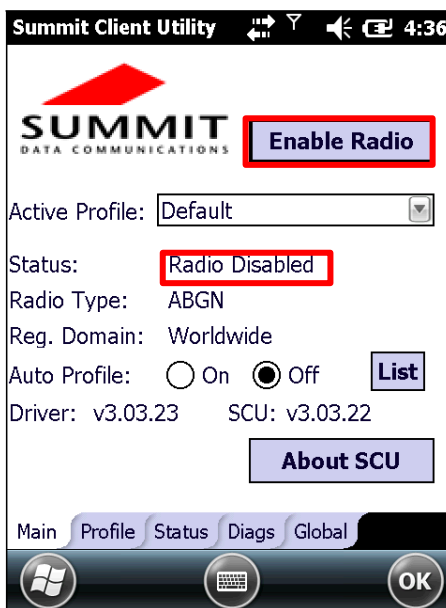 Summit Client Utility 4:36
SUMMIT
DATA COMMUNICATIONS
Enable Radio
Active Profile: Default
Status: Radio Disabled
Radio Type: ABGN
Reg. Domain: Worldwide
Auto Profile: On Off List
Driver: v3.03.23 SCU: v3.03.22
About SCU
Main Profile Status Diags Global
OK